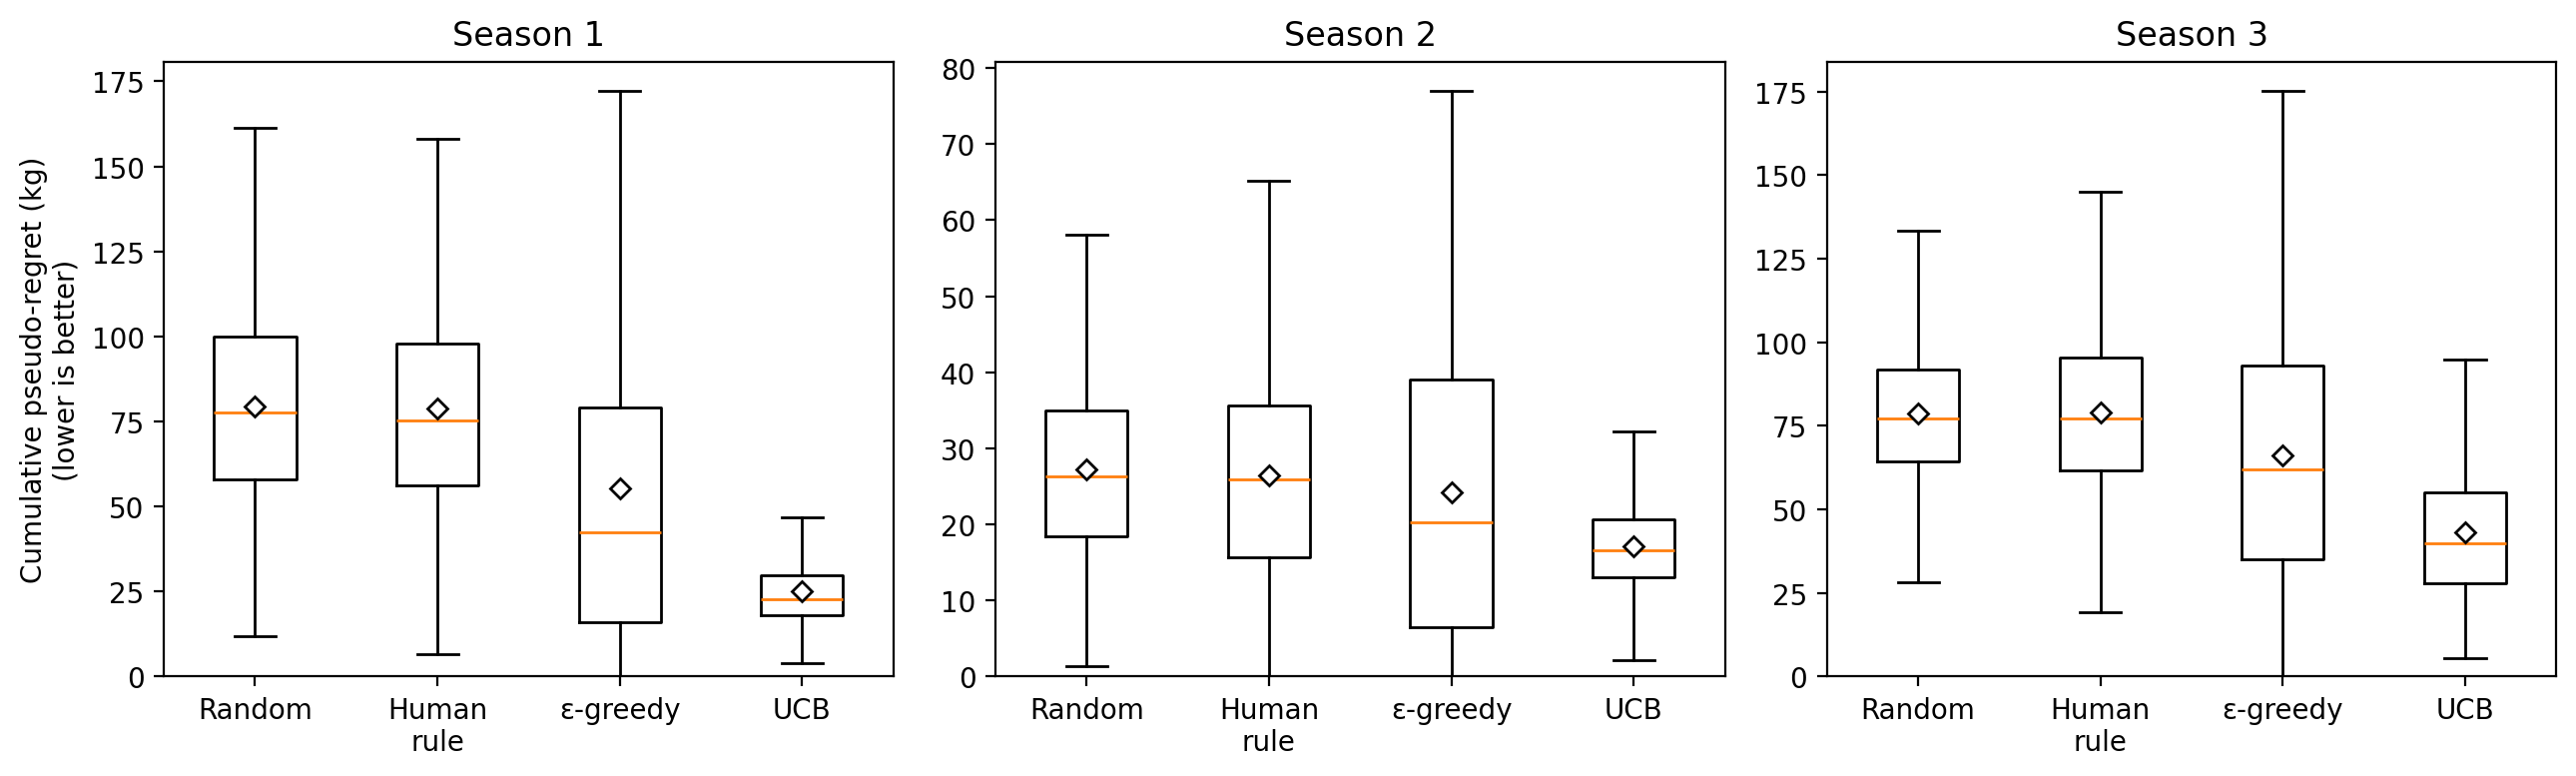 Season 1
Season 2
Season 3
Cumulative pseudo-regret (kg)
(lower is better)
175
150
125
100
75
50
25
0
Random
Human
rule
ε-greedy
UCB
80
70
60
50
40
30
20
10
0
Random
Human
rule
ε-greedy
UCB
175
150
125
100
75
50
25
0
Random
Human
rule
ε-greedy
UCB